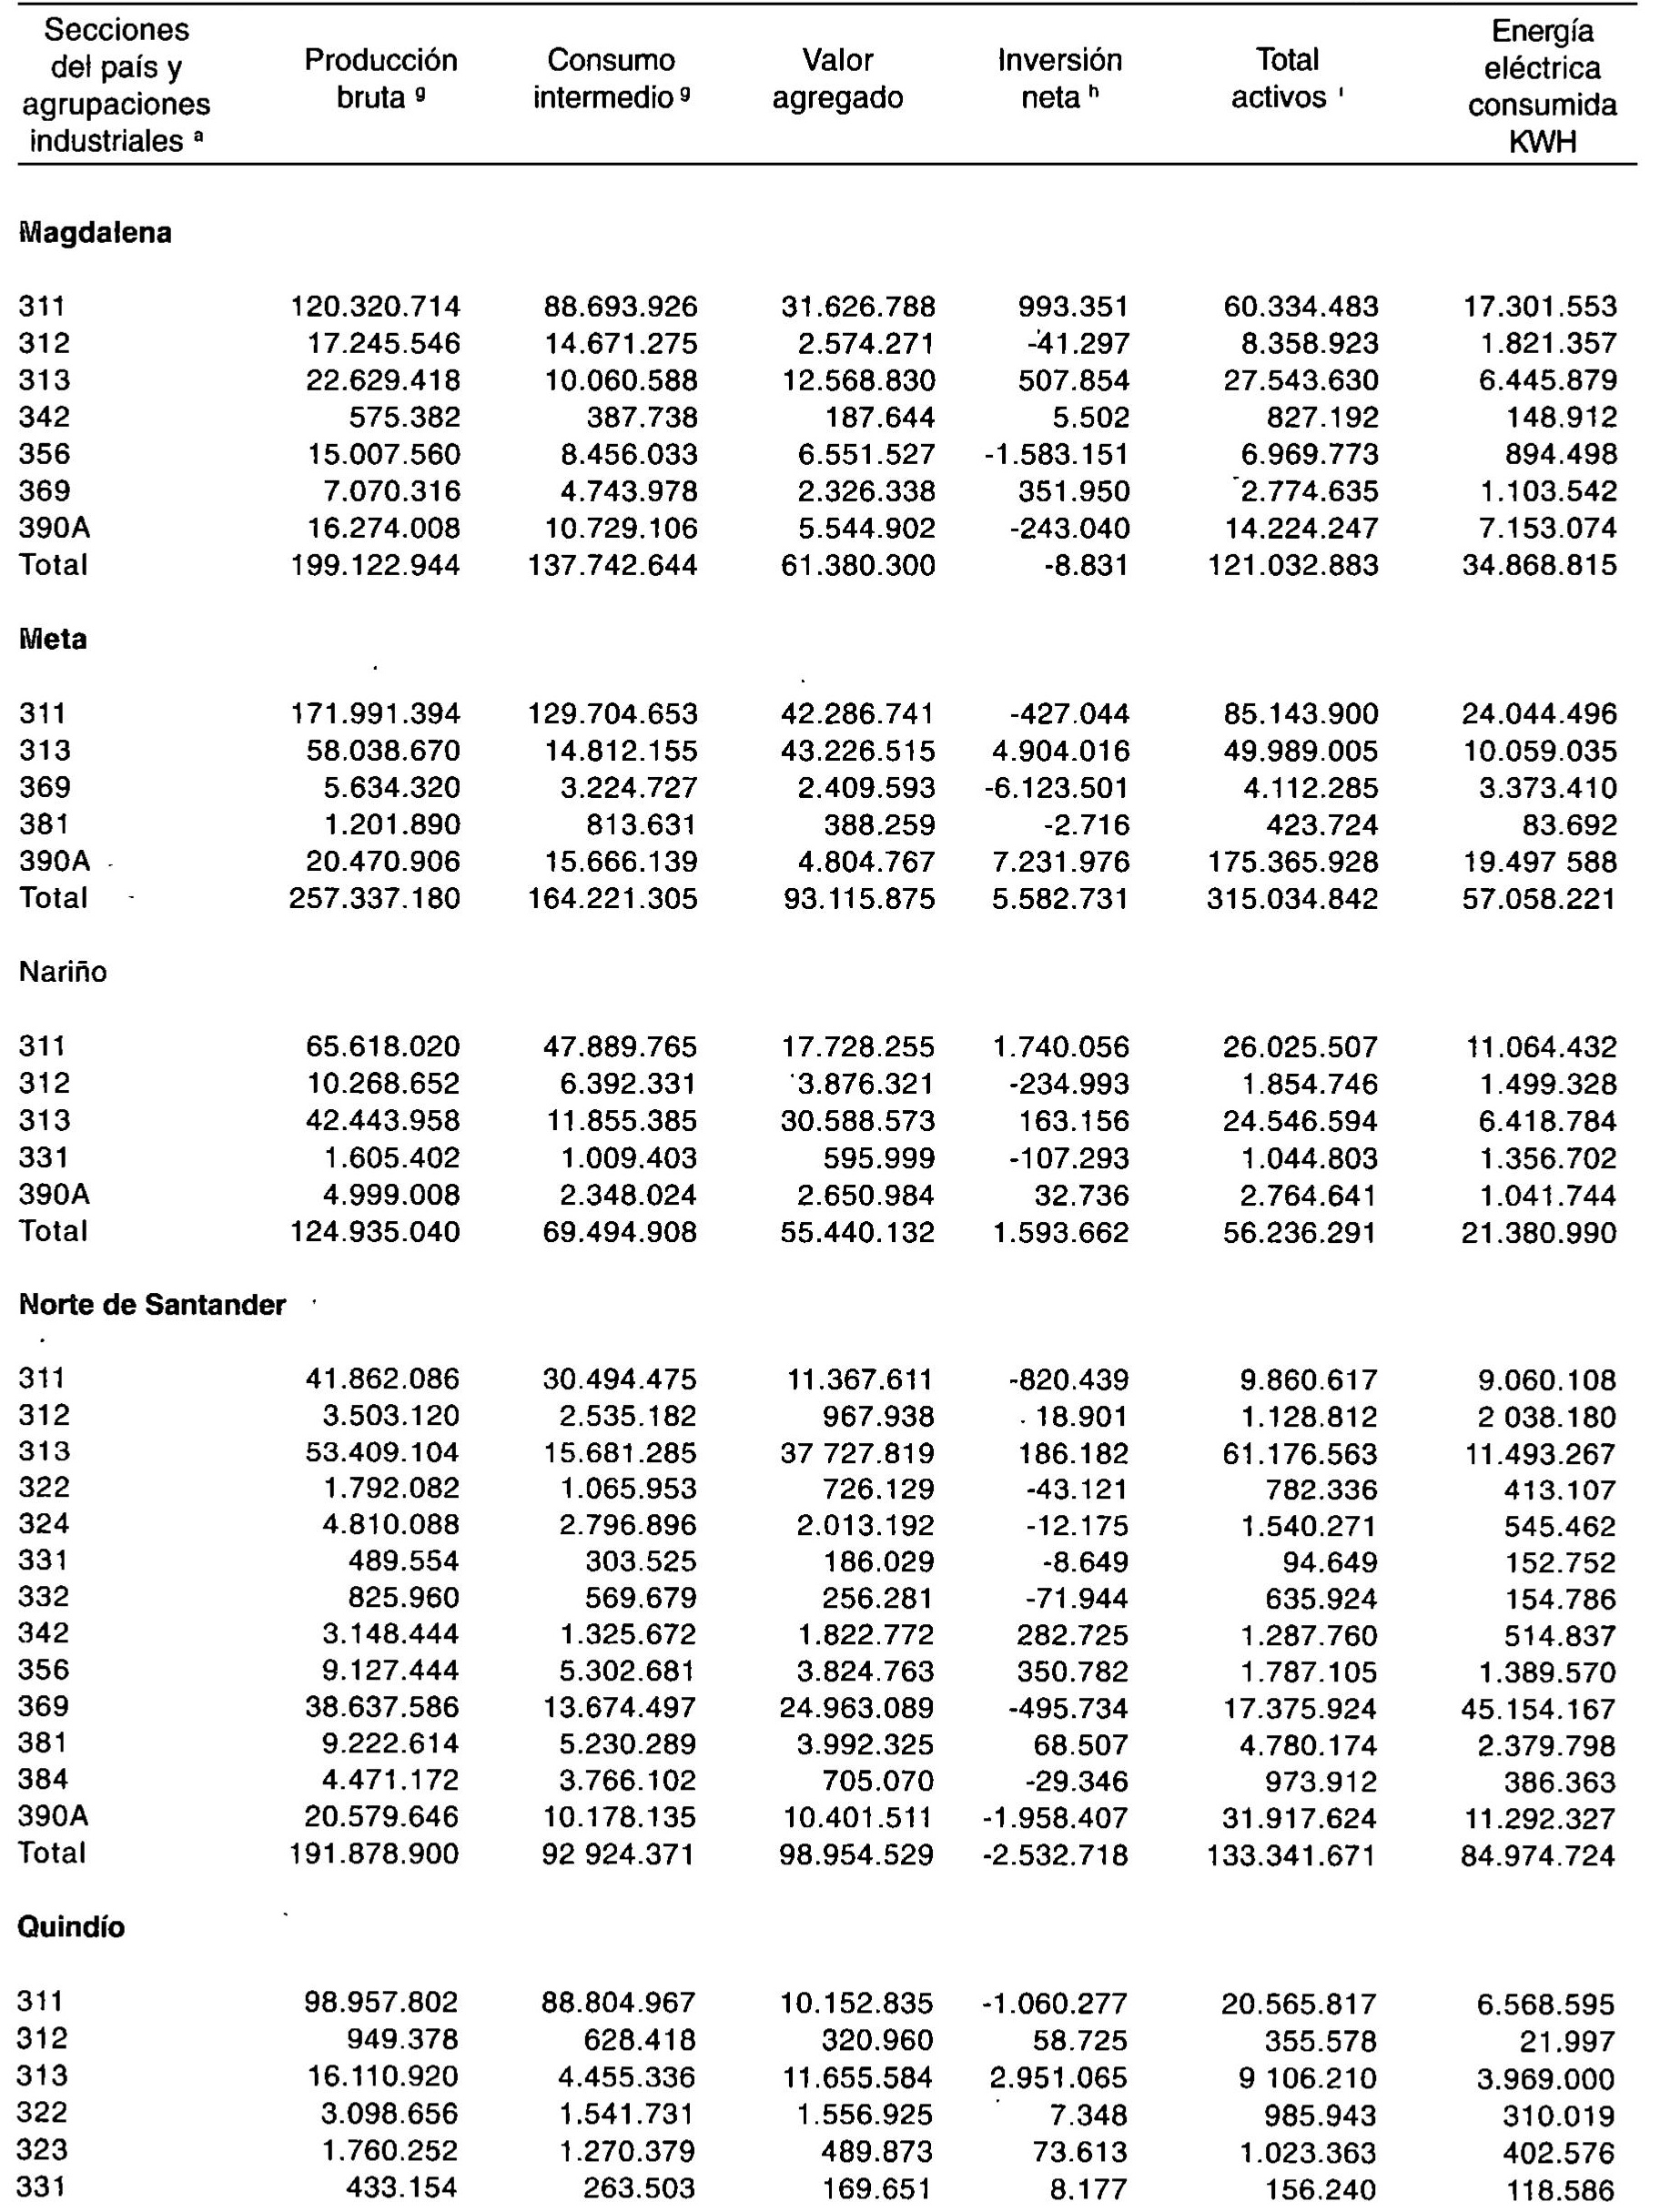 Secciones del país y agrupaciones industriales a Producción bruta g Consumo intermedio g Valor agregado Inversión neta h Total activos i Energía eléctrica consumida KWH
Magdalena
311 120.320.714 88.693.926 31.626.788 993.351 60.334.483 17.301.553
312 17.245.546 14.671.275 2.574.271 -41.297 8.358.923 1.821.357
313 22.629.418 10.060.588 12.568.830 507.854 27.543.630 6.445.879
342 575.382 387.738 187.644 5.502 827.192 148.912
356 15.007.560 8.456.033 6.551.527 -1.583.151 6.969.773 894.498
369 7.070.316 4.743.978 2.326.338 351.950 2.774.635 1.103.542
390A 16.274.008 10.729.106 5.544.902 -243.040 14.224.247 7.153.074
Total 199.122.944 137.742.644 61.380.300 -8.831 121.032.883 34.868.815
Meta
311 171.991.394 129.704.653 42.286.741 -427.044 85.143.900 24.044.496
313 58.038.670 14.812.155 43.226.515 4.904.016 49.989.005 10.059.035
369 5.634.320 3.224.727 2.409.593 -6.123.501 4.112.285 3.373.410
381 1.201.890 813.631 388.259 -2.716 423.724 83.692
390A 20.470.906 15.666.139 4.804.767 7.231.976 175.365.928 19.497 588
Total 257.337.180 164.221.305 93.115.875 5.582.731 315.034.842 57.058.221
Nariño
311 65.618.020 47.889.765 17.728.255 1.740.056 26.025.507 11.064.432
312 10.268.652 6.392.331 3.876.321 -234.993 1.854.746 1.499.328
313 42.443.958 11.855.385 30.588.573 163.156 24.546.594 6.418.784
331 1.605.402 1.009.403 595.999 -107.293 1.044.803 1.356.702
390A 4.999.008 2.348.024 2.650.984 32.736 2.764.641 1.041.744
Total 124.935.040 69.494.908 55.440.132 1.593.662 56.236.291 21.380.990
Norte de Santander
311 41.862.086 30.494.475 11.367.611 -820.439 9.860.617 9.060.108
312 3.503.120 2.535.182 967.938 18.901 1.128.812 2 038.180
313 53.409.104 15.681.285 37 727.819 186.182 61.176.563 11.493.267
322 1.792.082 1.065.953 726.129 -43.121 782.336 413.107
324 4.810.088 2.796.896 2.013.192 -12.175 1.540.271 545.462
331 489.554 303.525 186.029 -8.649 94.649 152.752
332 825.960 569.679 256.281 -71.944 635.924 154.786
342 3.148.444 1.325.672 1.822.772 282.725 1.287.760 514.837
356 9.127.444 5.302.681 3.824.763 350.782 1.787.105 1.389.570
369 38.637.586 13.674.497 24.963.089 -495.734 17.375.924 45.154.167
381 9.222.614 5.230.289 3.992.325 68.507 4.780.174 2.379.798
384 4.471.172 3.766.102 705.070 -29.346 973.912 386.363
390A 20.579.646 10.178.135 10.401.511 -1.958.407 31.917.624 11.292.327
Total 191.878.900 92 924.371 98.954.529 -2.532.718 133.341.671 84.974.724
Quindío
311 98.957.802 88.804.967 10.152.835 -1.060.277 20.565.817 6.568.595
312 949.378 628.418 320.960 58.725 355.578 21.997
313 16.110.920 4.455.336 11.655.584 2.951.065 9 106.210 3.969.000
322 3.098.656 1.541.731 1.556.925 7.348 985.943 310.019
323 1.760.252 1.270.379 489.873 73.613 1.023.363 402.576
331 433.154 263.503 169.651 8.177 156.240 118.586